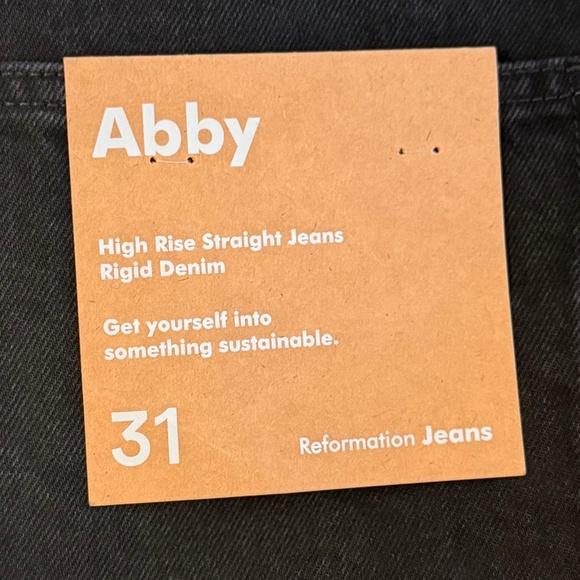 Abby
High Rise Straight Jeans
Rigid Denim
Get yourself into
something sustainable.
31
Reformation Jeans